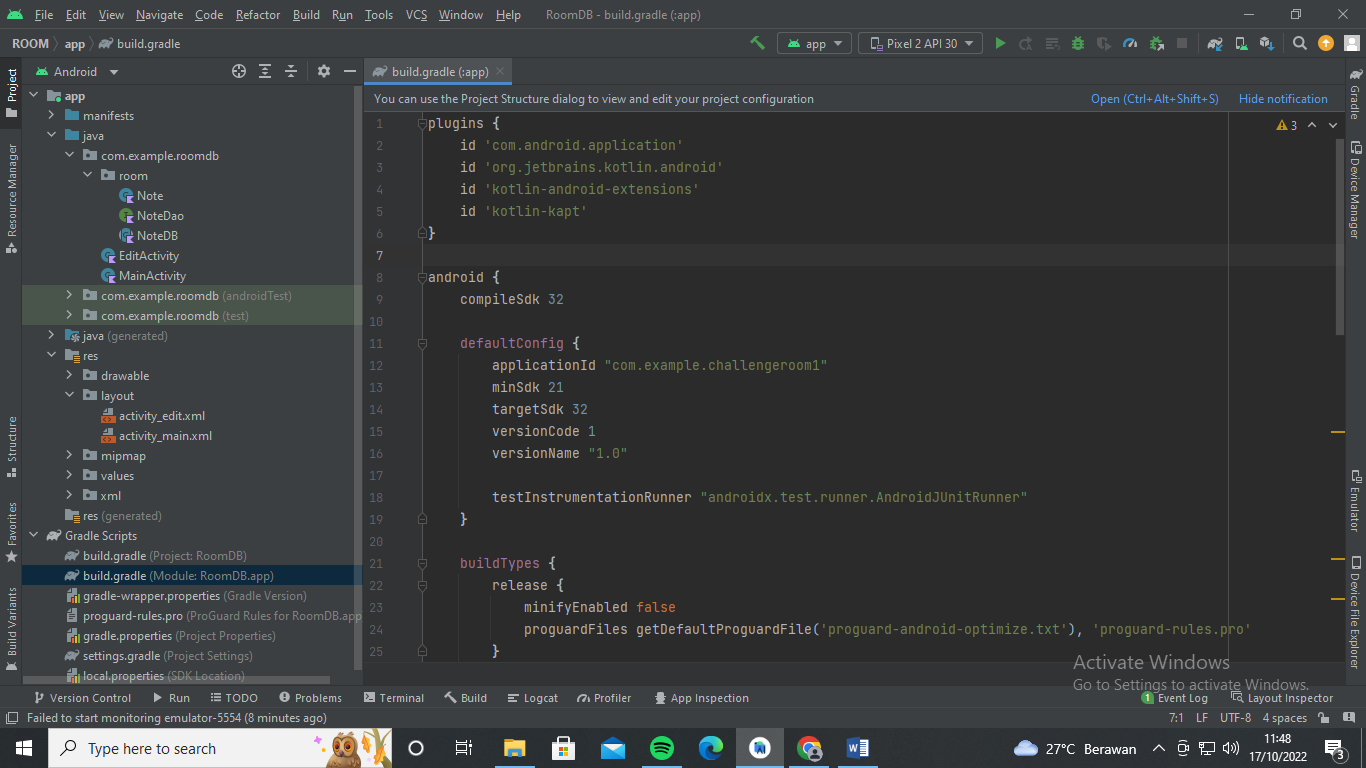 File Edit View Navigate Code Refactor Build Run Tools VCS Window Help RoomDB - build.gradle (:app)
ROOM app build.gradle
app Pixel 2 API 30
Project
Resource Manager
Structure
Favorites
Build Variants
Android
app
manifests
java
com.example.roomdb
room
Note
NoteDao
NoteDB
EditActivity
MainActivity
com.example.roomdb (androidTest)
com.example.roomdb (test)
java (generated)
res
drawable
layout
activity_edit.xml
activity_main.xml
mipmap
values
xml
res (generated)
Gradle Scripts
build.gradle (Project: RoomDB)
build.gradle (Module: RoomDB.app)
gradle-wrapper.properties (Gradle Version)
proguard-rules.pro (ProGuard Rules for RoomDB.app
gradle.properties (Project Properties)
settings.gradle (Project Settings)
local.properties (SDK Location)
build.gradle (:app)
You can use the Project Structure dialog to view and edit your project configuration Open (Ctrl+Alt+Shift+S) Hide notification
3
1 plugins {
2 id 'com.android.application'
3 id 'org.jetbrains.kotlin.android'
4 id 'kotlin-android-extensions'
5 id 'kotlin-kapt'
6 }
7
8 android {
9 compileSdk 32
10
11 defaultConfig {
12 applicationId "com.example.challengeroom1"
13 minSdk 21
14 targetSdk 32
15 versionCode 1
16 versionName "1.0"
17
18 testInstrumentationRunner "androidx.test.runner.AndroidJUnitRunner"
19 }
20
21 buildTypes {
22 release {
23 minifyEnabled false
24 proguardFiles getDefaultProguardFile('proguard-android-optimize.txt'), 'proguard-rules.pro'
25 }
Gradle
Device Manager
Emulator
Device File Explorer
Activate Windows
Go to Settings to activate Windows.
Version Control Run TODO Problems Terminal Build Logcat Profiler App Inspection 1 Event Log Layout Inspector
Failed to start monitoring emulator-5554 (8 minutes ago) 7:1 LF UTF-8 4 spaces
Type here to search 27°C Berawan 11:48
17/10/2022 3